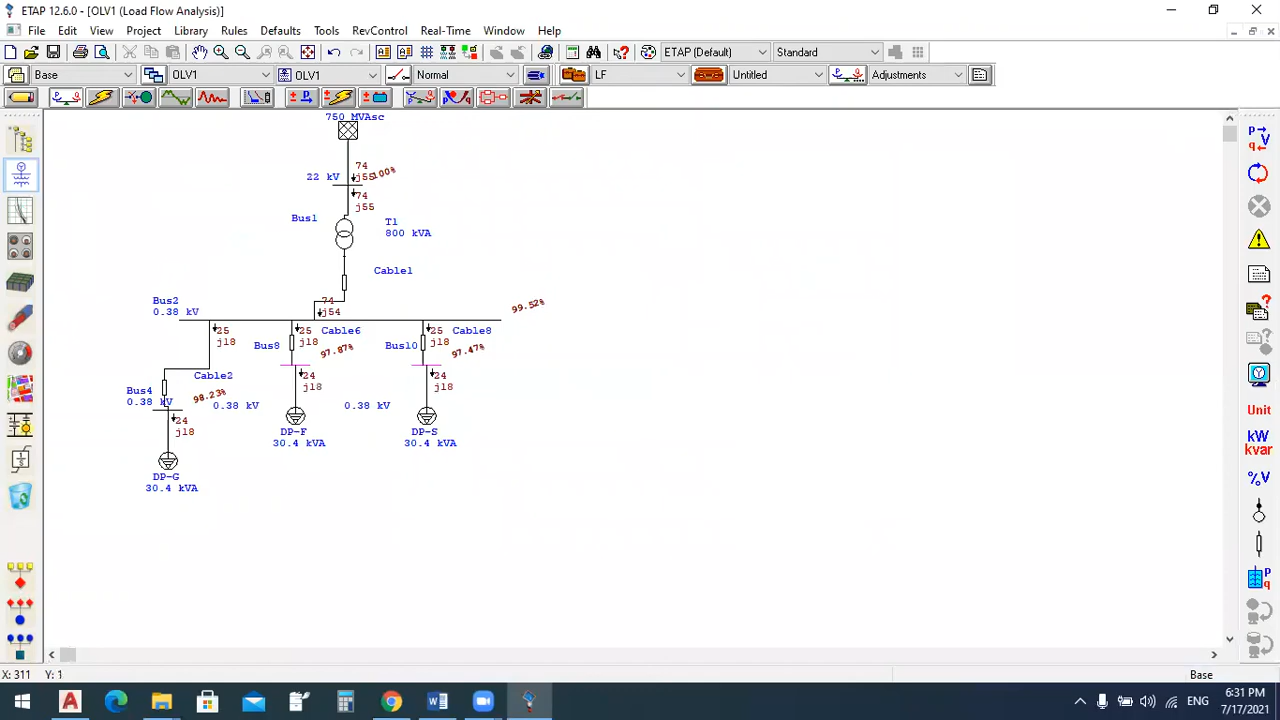 ETAP 12.6.0 - [OLV1 (Load Flow Analysis)]
File Edit View Project Library Rules Defaults Tools RevControl Real-Time Window Help
ETAP (Default) Standard
Base OLV1 OLV1 Normal LF Untitled Adjustments
750 MVAsc
74
j55
100%
22 kV
74
j55
Bus1
T1
800 kVA
Cable1
Bus2
0.38 kV
74
j54
99.52%
25
j18
25
j18
Cable6
25
j18
Cable8
Bus8
97.87%
Bus10
97.47%
Cable2
24
j18
24
j18
Bus4
0.38 kV
98.23%
0.38 kV
0.38 kV
24
j18
DP-F
30.4 kVA
DP-S
30.4 kVA
DP-G
30.4 kVA
P
V
q
Unit
kW
kvar
%V
p
q
X: 311 Y: 1
Base
6:31 PM
ENG
7/17/2021